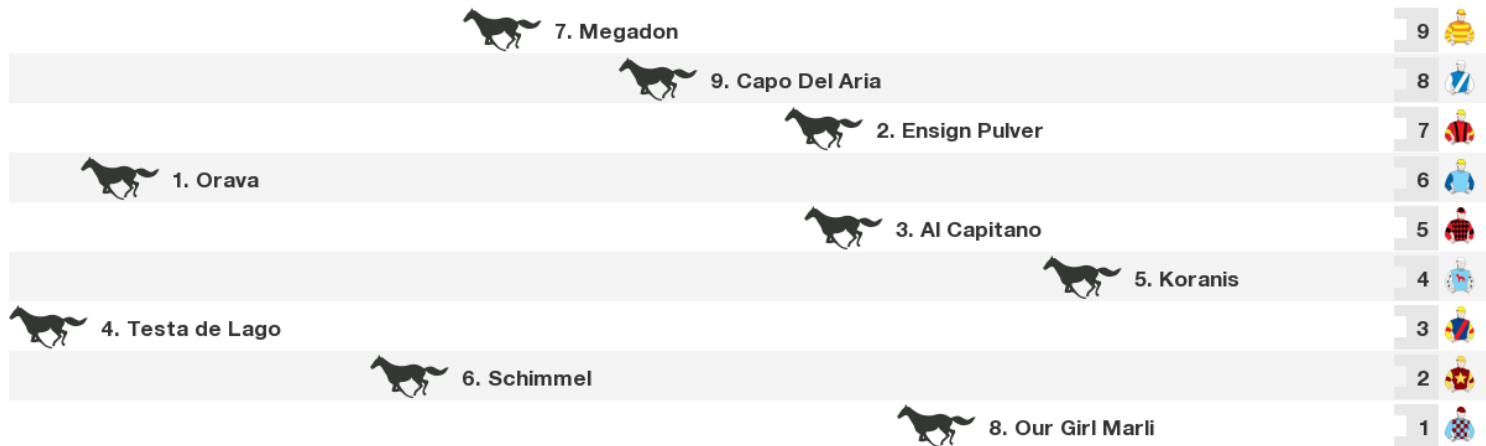 7. Megadon 9
9. Capo Del Aria 8
2. Ensign Pulver 7
1. Orava 6
3. Al Capitano 5
5. Koranis 4
4. Testa de Lago 3
6. Schimmel 2
8. Our Girl Marli 1